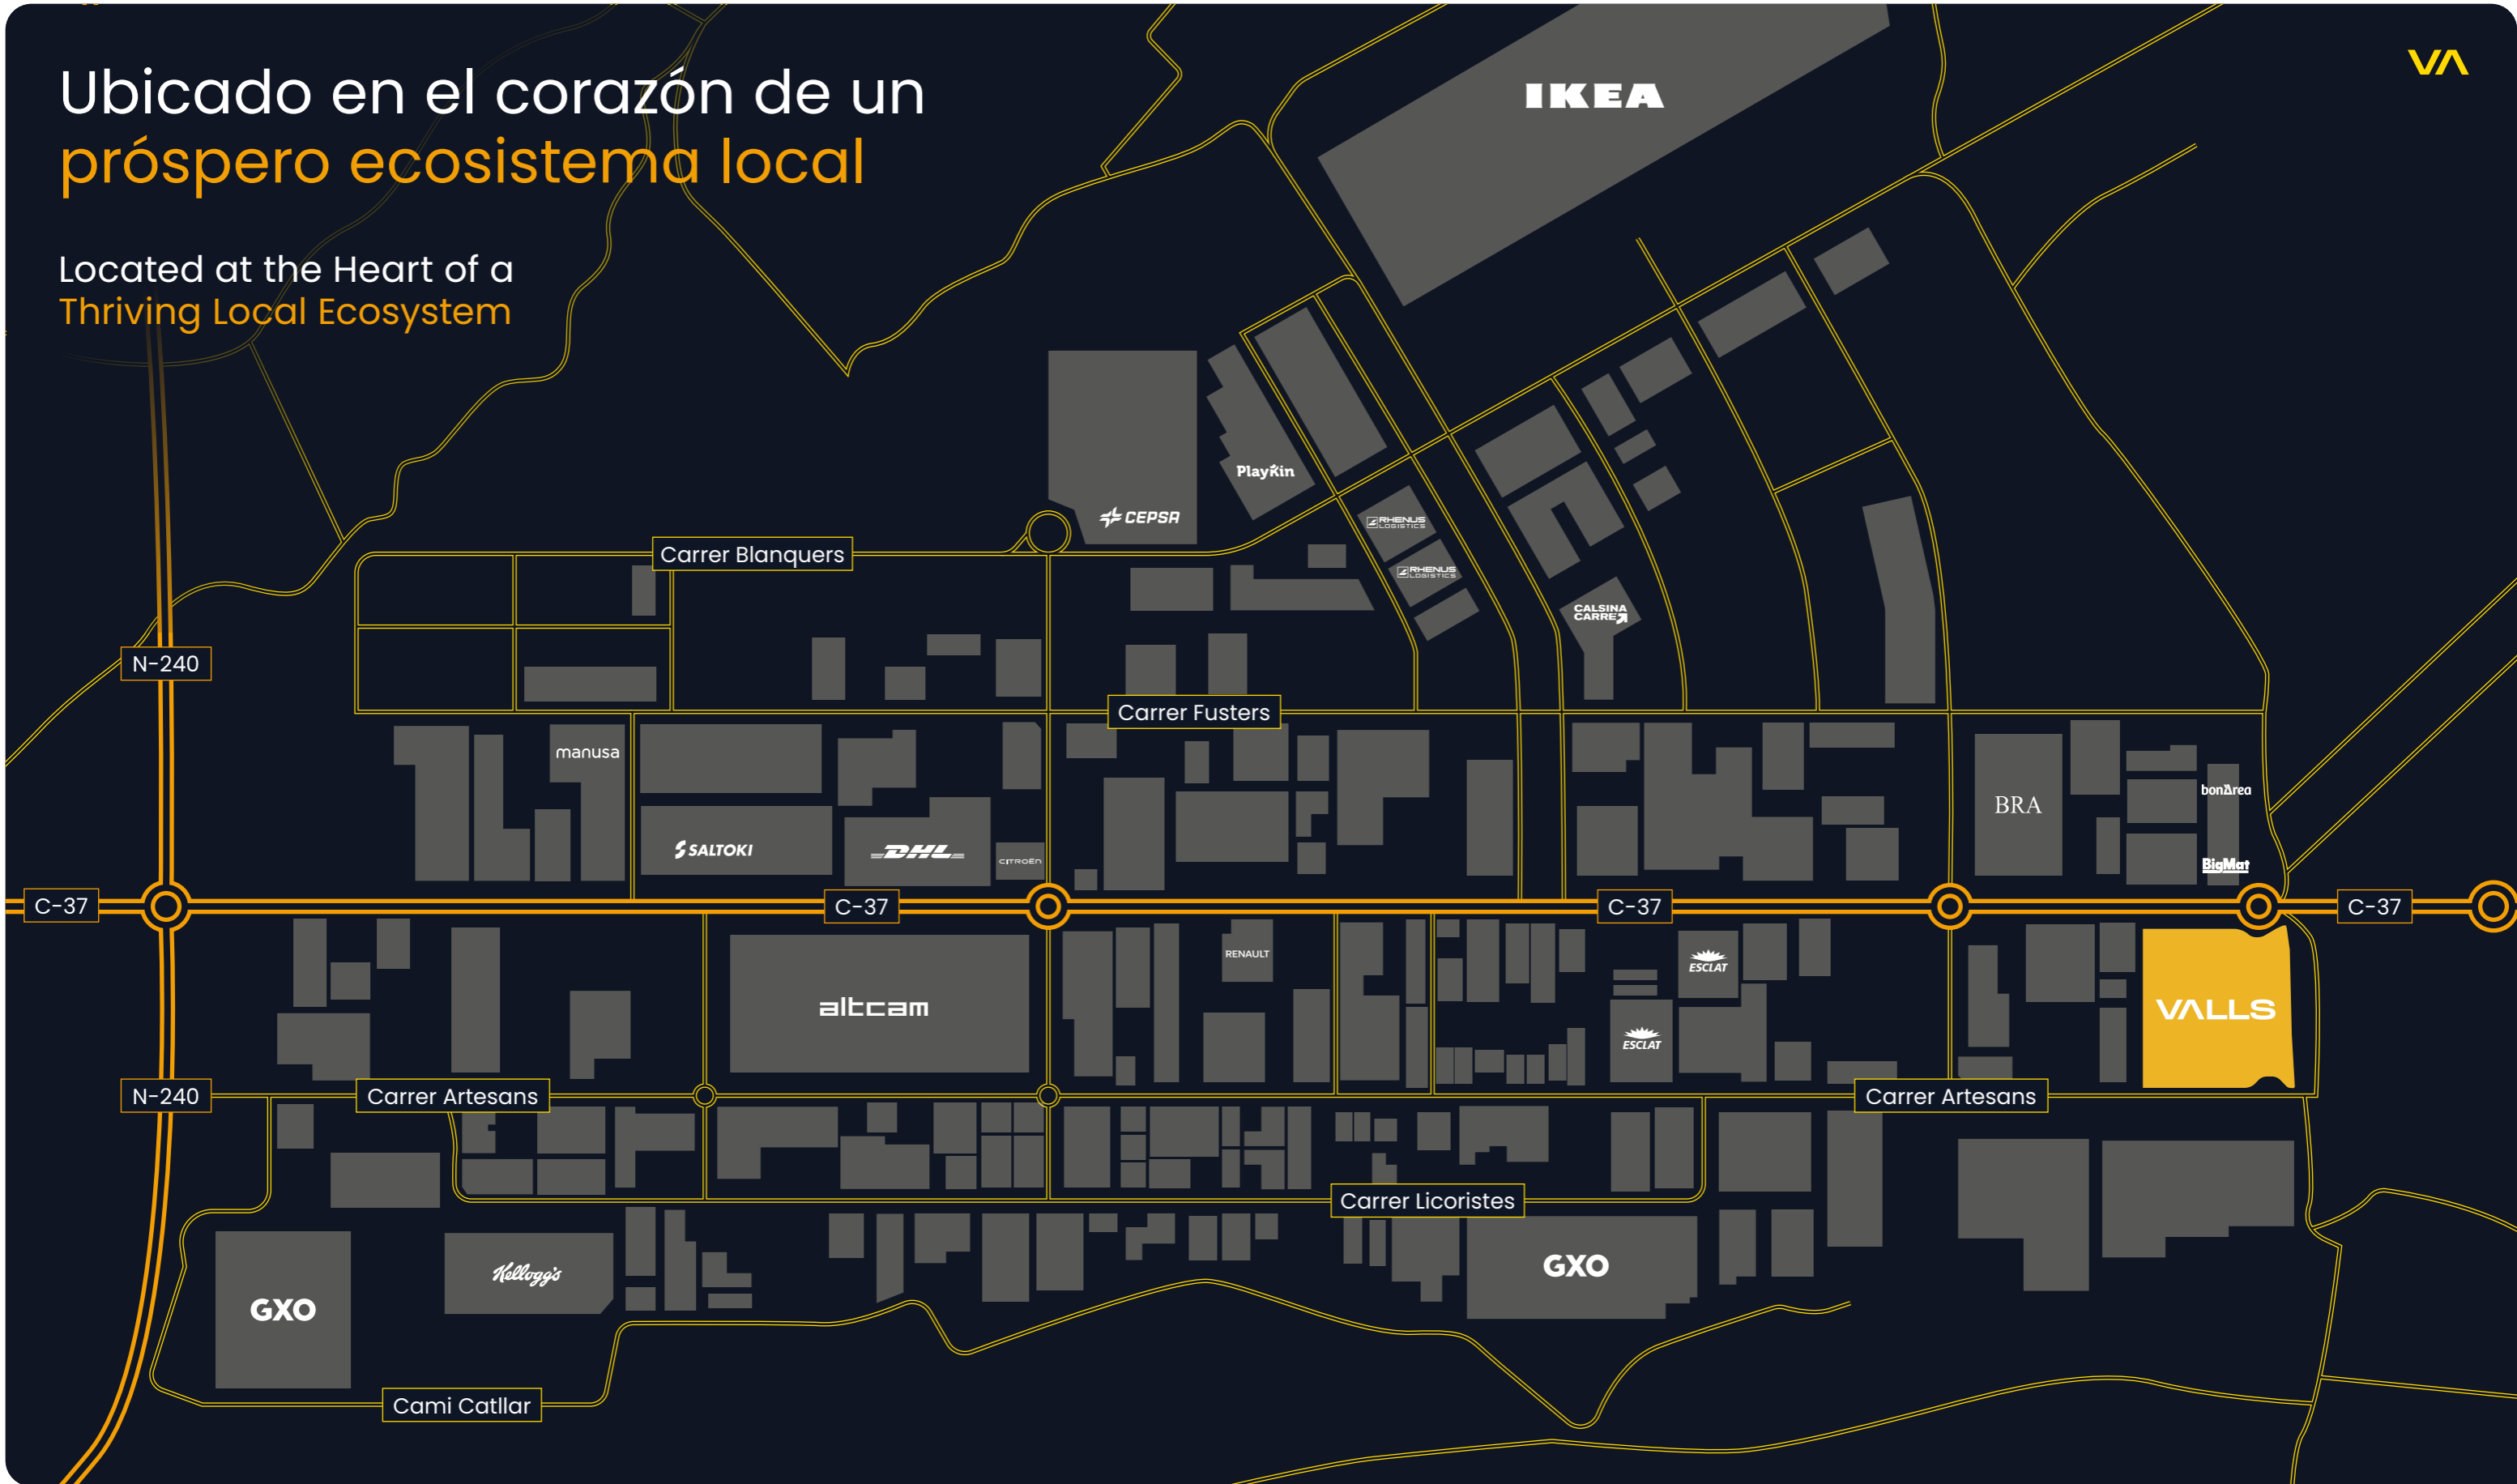 Ubicado en el corazón de un
próspero ecosistema local
Located at the Heart of a
Thriving Local Ecosystem
VA
IKEA
PlayKin
CEPSA
RHENUS
LOGISTICS
RHENUS
LOGISTICS
Carrer Blanquers
CALSINA
CARRE
N-240
Carrer Fusters
manusa
bonÀrea
BRA
SALTOKI
DHL
CITROËN
BigMat
C-37
C-37
C-37
C-37
RENAULT
ESCLAT
altcam
VALLS
ESCLAT
N-240
Carrer Artesans
Carrer Artesans
Carrer Licoristes
Kellogg's
GXO
GXO
Cami Catllar